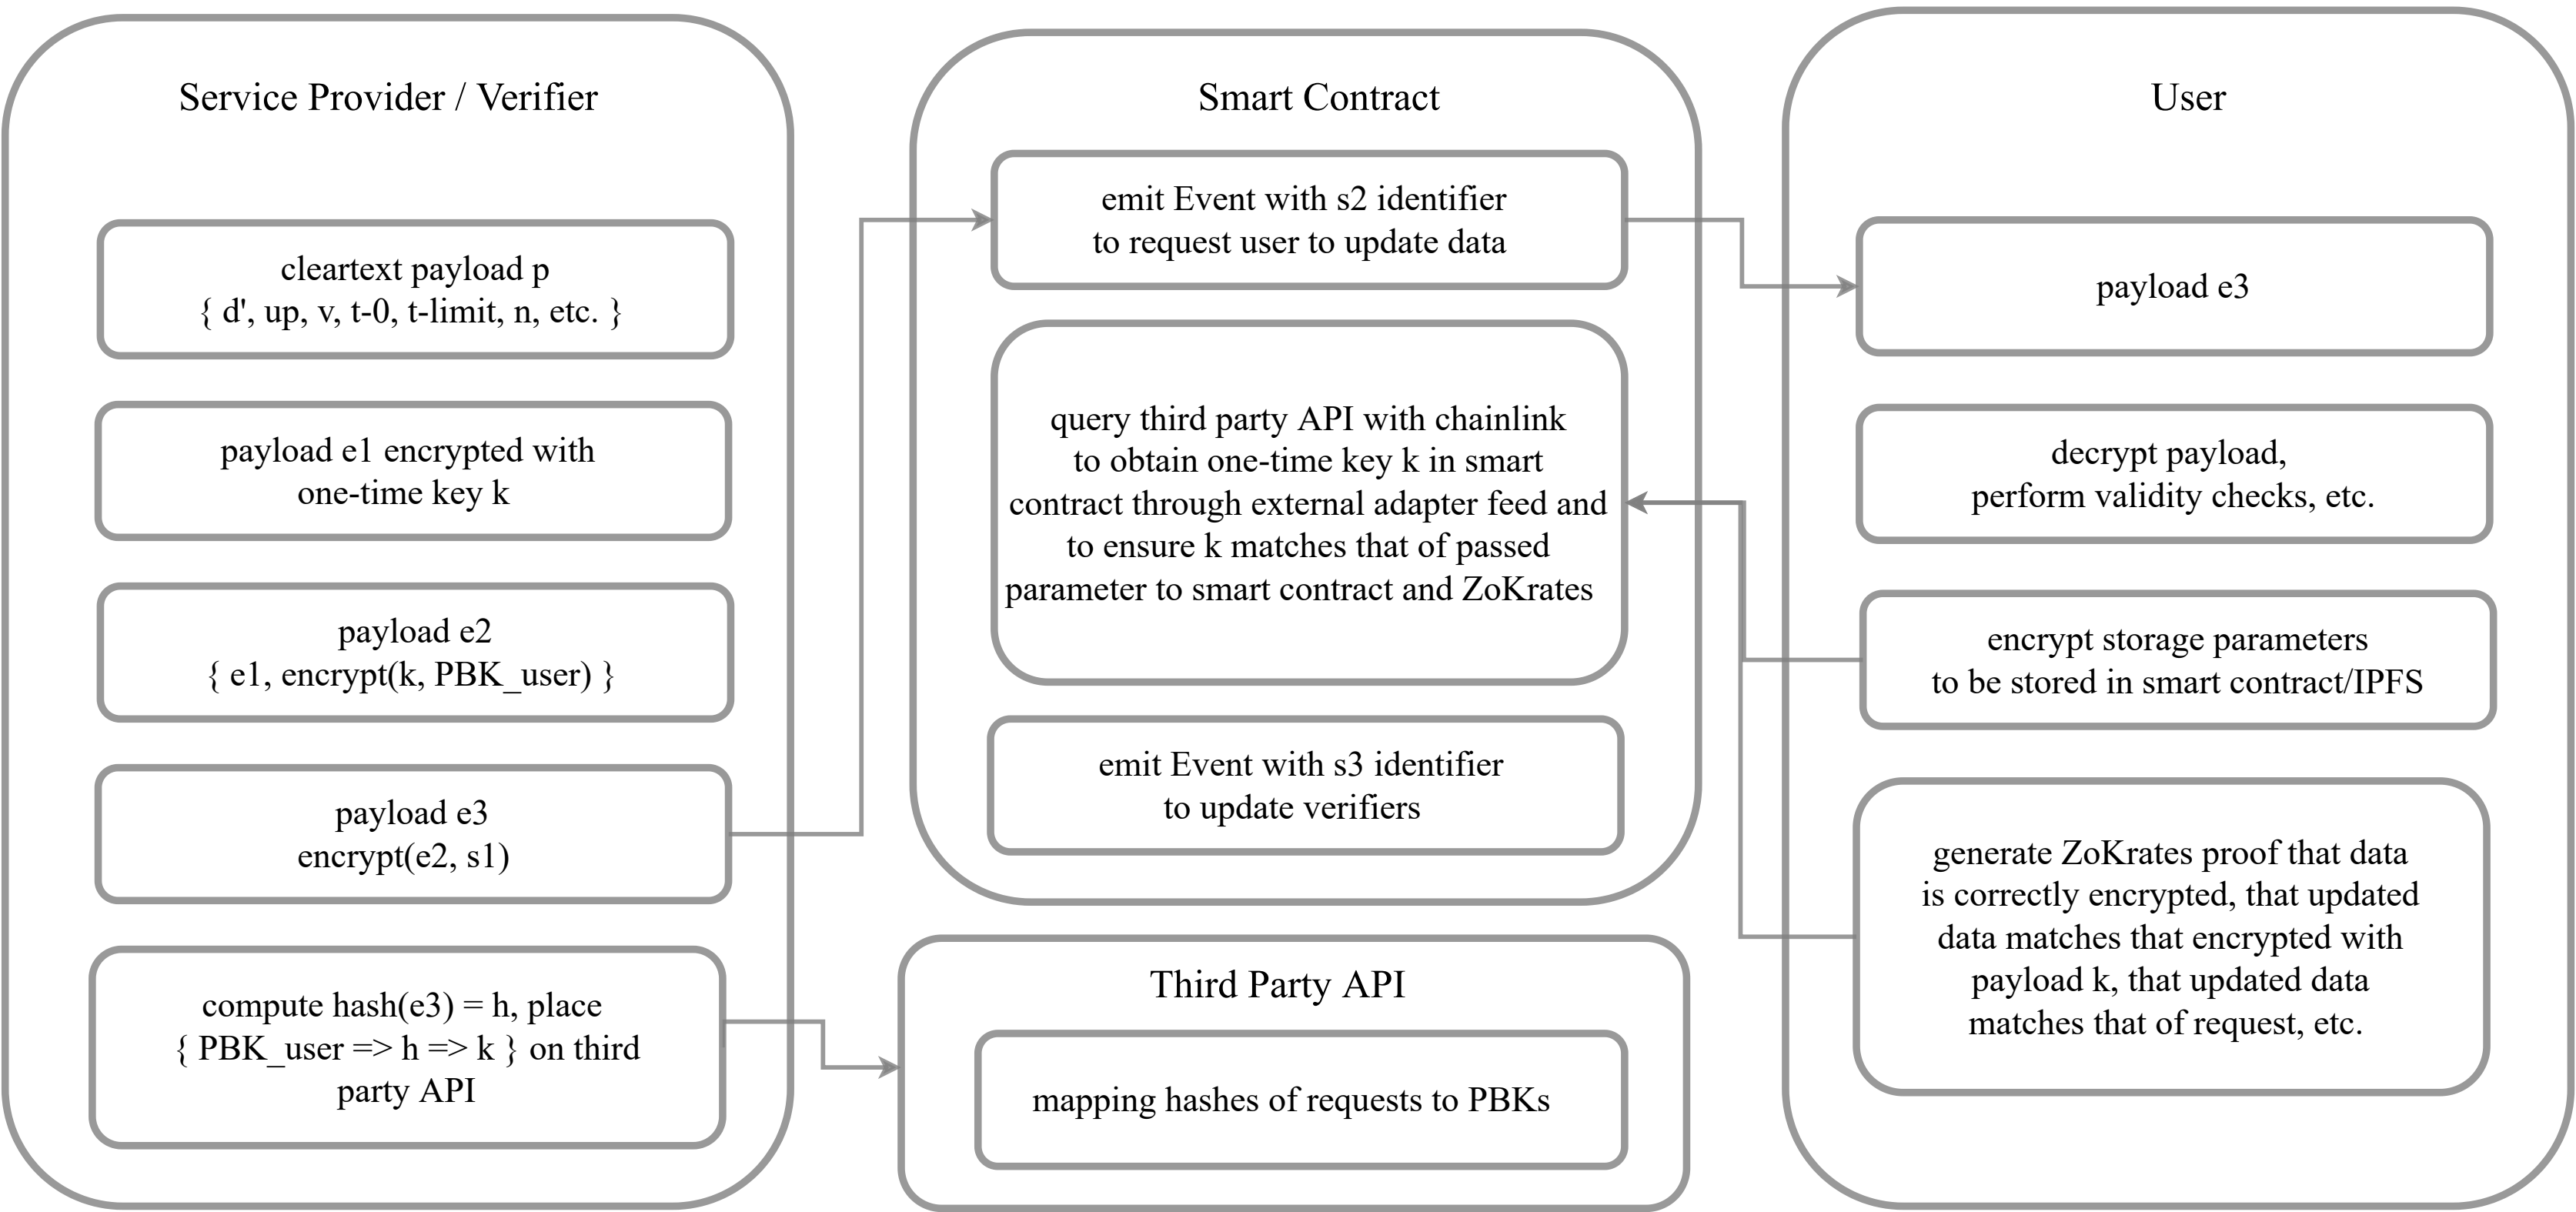 Service Provider / Verifier
cleartext payload p
{ d', up, v, t-0, t-limit, n, etc. }
payload e1 encrypted with
one-time key k
payload e2
{ e1, encrypt(k, PBK_user) }
payload e3
encrypt(e2, s1)
compute hash(e3) = h, place
{ PBK_user => h => k } on third
party API
Smart Contract
emit Event with s2 identifier
to request user to update data
query third party API with chainlink
to obtain one-time key k in smart
contract through external adapter feed and
to ensure k matches that of passed
parameter to smart contract and ZoKrates
emit Event with s3 identifier
to update verifiers
Third Party API
mapping hashes of requests to PBKs
User
payload e3
decrypt payload,
perform validity checks, etc.
encrypt storage parameters
to be stored in smart contract/IPFS
generate ZoKrates proof that data
is correctly encrypted, that updated
data matches that encrypted with
payload k, that updated data
matches that of request, etc.